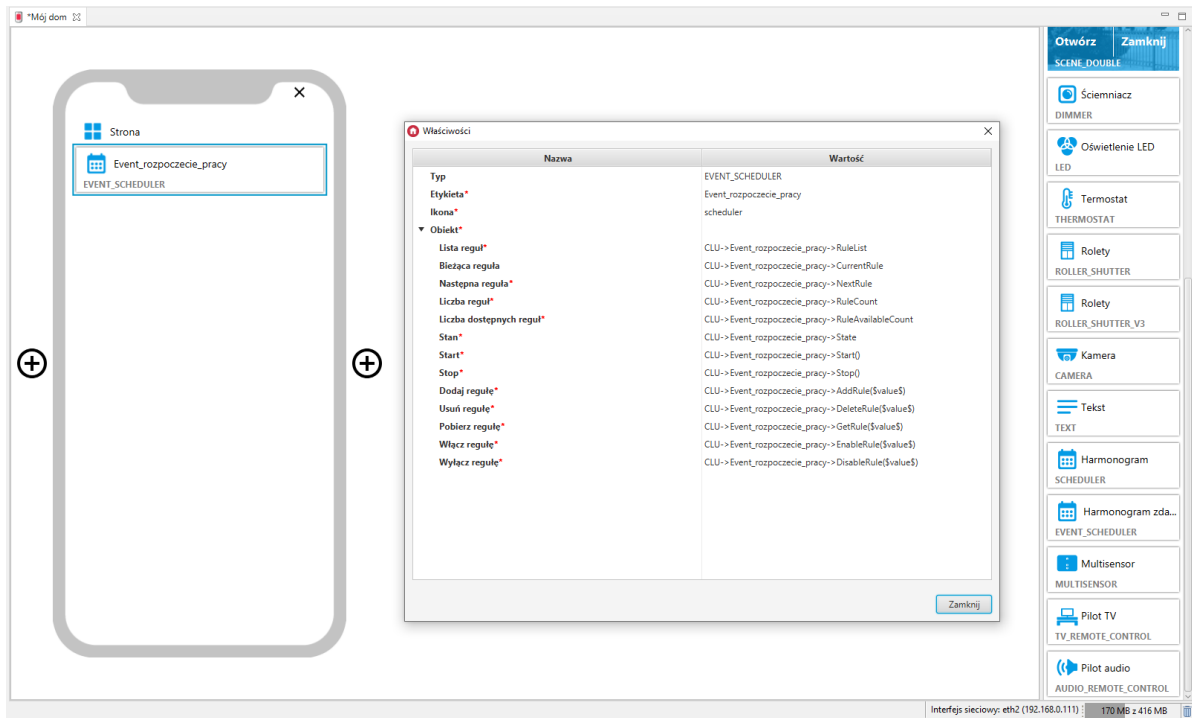 *Mój dom
Strona
Event_rozpoczecie_pracy
EVENT_SCHEDULER
Właściwości
Nazwa Wartość
Typ EVENT_SCHEDULER
Etykieta* Event_rozpoczecie_pracy
Ikona* scheduler
Obiekt*
Lista reguł* CLU->Event_rozpoczecie_pracy->RuleList
Bieżąca reguła CLU->Event_rozpoczecie_pracy->CurrentRule
Następna reguła* CLU->Event_rozpoczecie_pracy->NextRule
Liczba reguł* CLU->Event_rozpoczecie_pracy->RuleCount
Liczba dostępnych reguł* CLU->Event_rozpoczecie_pracy->RuleAvailableCount
Stan* CLU->Event_rozpoczecie_pracy->State
Start* CLU->Event_rozpoczecie_pracy->Start()
Stop* CLU->Event_rozpoczecie_pracy->Stop()
Dodaj regułę* CLU->Event_rozpoczecie_pracy->AddRule($value$)
Usuń regułę* CLU->Event_rozpoczecie_pracy->DeleteRule($value$)
Pobierz regułę* CLU->Event_rozpoczecie_pracy->GetRule($value$)
Włącz regułę* CLU->Event_rozpoczecie_pracy->EnableRule($value$)
Wyłącz regułę* CLU->Event_rozpoczecie_pracy->DisableRule($value$)
Zamknij
Otwórz Zamknij
SCENE_DOUBLE
Ściemniacz
DIMMER
Oświetlenie LED
LED
Termostat
THERMOSTAT
Rolety
ROLLER_SHUTTER
Rolety
ROLLER_SHUTTER_V3
Kamera
CAMERA
Tekst
TEXT
Harmonogram
SCHEDULER
Harmonogram zda...
EVENT_SCHEDULER
Multisensor
MULTISENSOR
Pilot TV
TV_REMOTE_CONTROL
Pilot audio
AUDIO_REMOTE_CONTROL
Interfejs sieciowy: eth2 (192.168.0.111) 170 MB z 416 MB